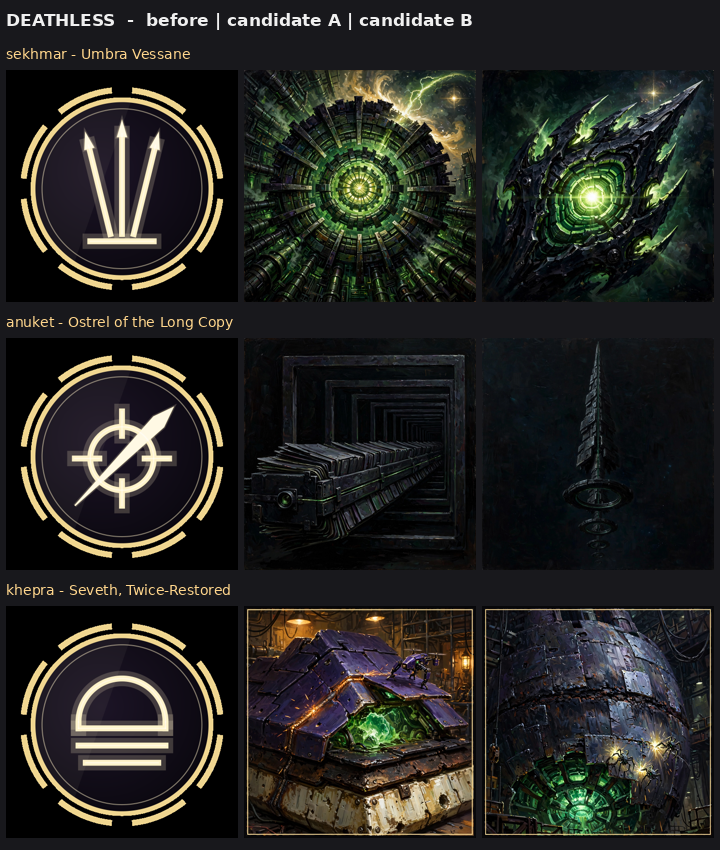 DEATHLESS - before | candidate A | candidate B
sekhmar - Umbra Vessane
anuket - Ostrel of the Long Copy
khepra - Seveth, Twice-Restored